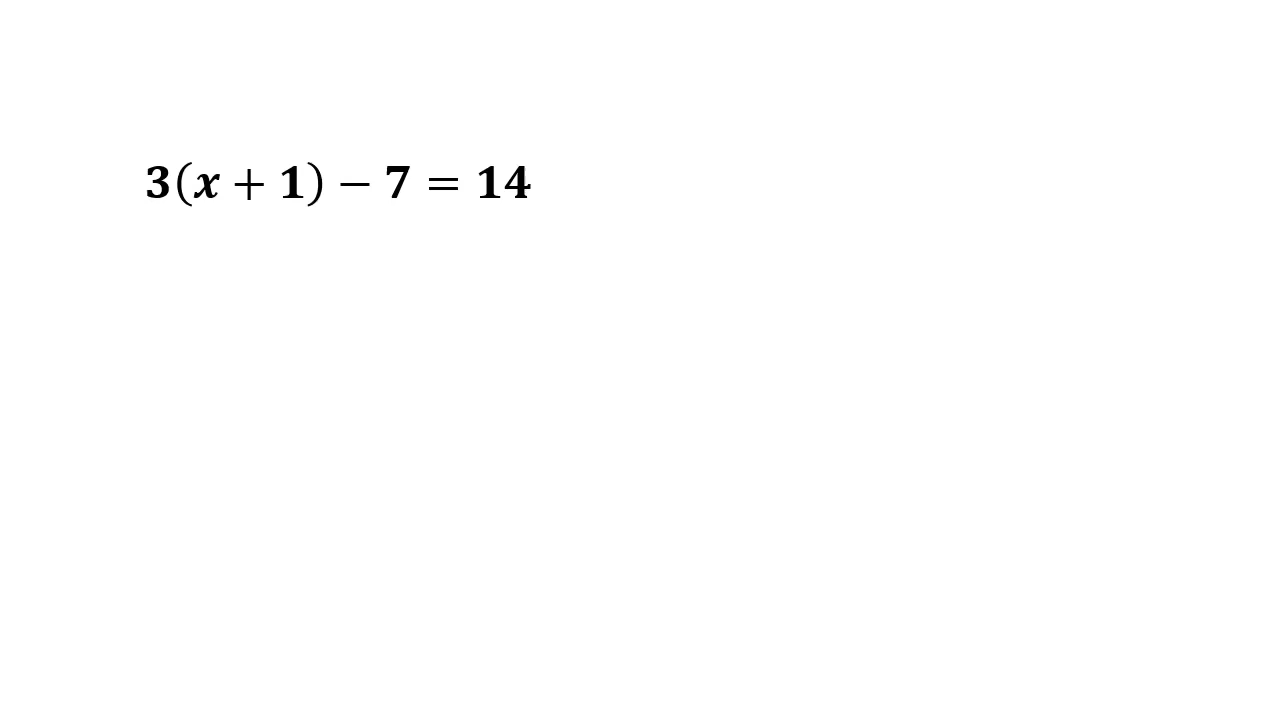 3(x + 1) − 7 = 14